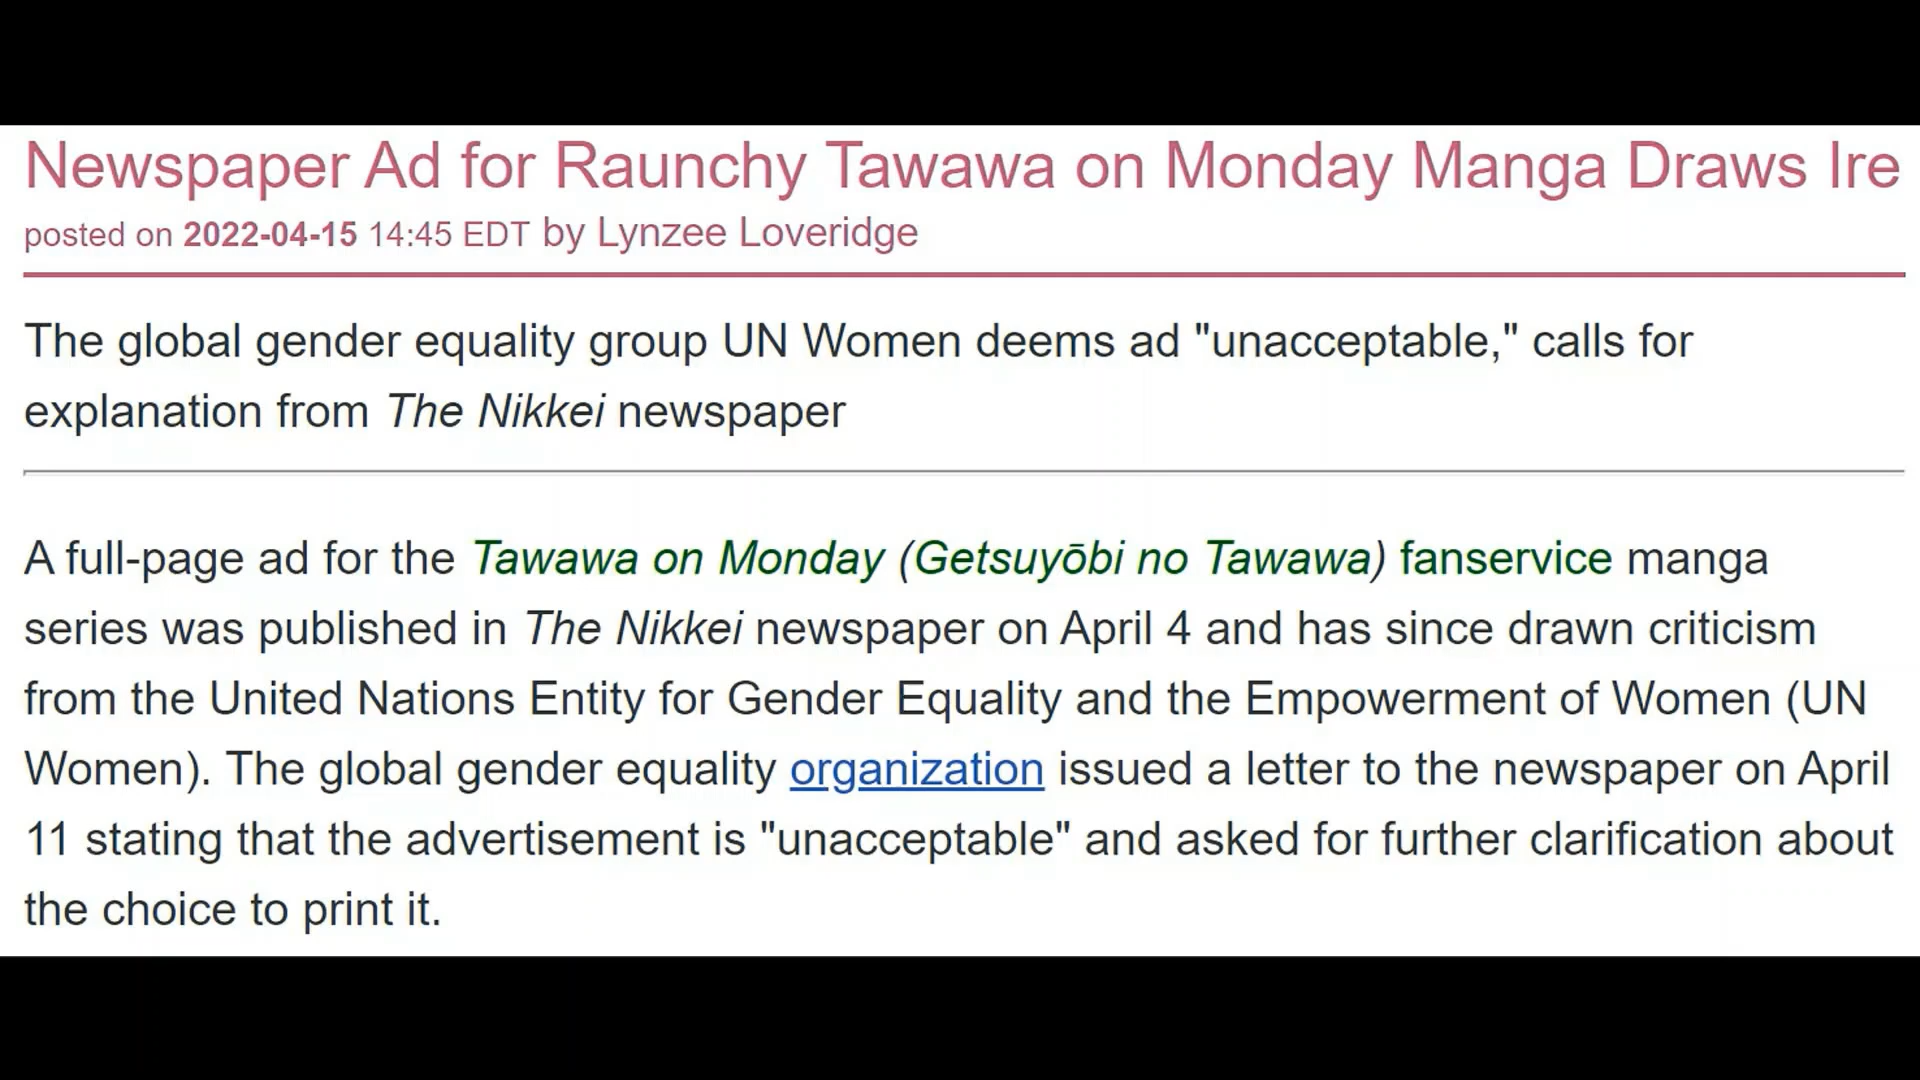 Newspaper Ad for Raunchy Tawawa on Monday Manga Draws Ire
posted on 2022-04-15 14:45 EDT by Lynzee Loveridge
The global gender equality group UN Women deems ad "unacceptable," calls for
explanation from The Nikkei newspaper
A full-page ad for the Tawawa on Monday (Getsuyōbi no Tawawa) fanservice manga
series was published in The Nikkei newspaper on April 4 and has since drawn criticism
from the United Nations Entity for Gender Equality and the Empowerment of Women (UN
Women). The global gender equality organization issued a letter to the newspaper on April
11 stating that the advertisement is "unacceptable" and asked for further clarification about
the choice to print it.